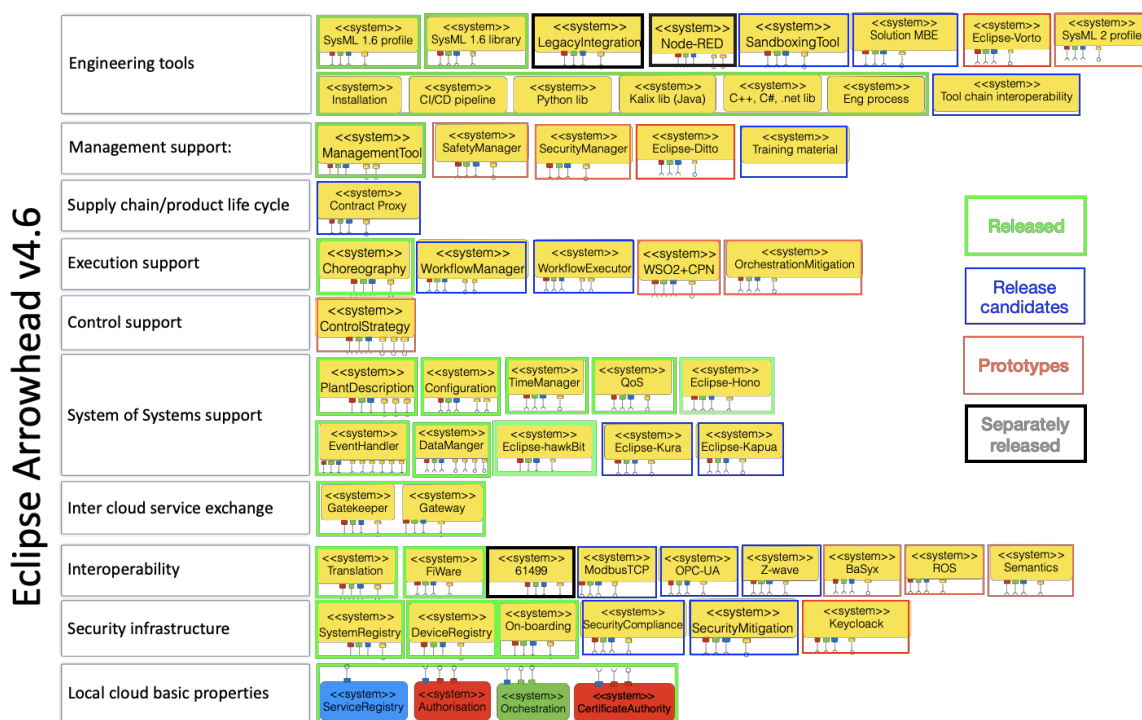 Eclipse Arrowhead v4.6
Engineering tools
<<system>>
SysML 1.6 profile
<<system>>
SysML 1.6 library
<<system>>
LegacyIntegration
<<system>>
Node-RED
<<system>>
SandboxingTool
<<system>>
Solution MBE
<<system>>
Eclipse-Vorto
<<system>>
SysML 2 profile
<<system>>
Installation
<<system>>
CI/CD pipeline
<<system>>
Python lib
<<system>>
Kalix lib (Java)
<<system>>
C++, C#, .net lib
<<system>>
Eng process
<<system>>
Tool chain interoperability
Management support:
<<system>>
ManagementTool
<<system>>
SafetyManager
<<system>>
SecurityManager
<<system>>
Eclipse-Ditto
<<system>>
Training material
Supply chain/product life cycle
<<system>>
Contract Proxy
Execution support
<<system>>
Choreography
<<system>>
WorkflowManager
<<system>>
WorkflowExecutor
<<system>>
WSO2+CPN
<<system>>
OrchestrationMitigation
Control support
<<system>>
ControlStrategy
System of Systems support
<<system>>
PlantDescription
<<system>>
Configuration
<<system>>
TimeManager
<<system>>
QoS
<<system>>
Eclipse-Hono
<<system>>
EventHandler
<<system>>
DataManger
<<system>>
Eclipse-hawkBit
<<system>>
Eclipse-Kura
<<system>>
Eclipse-Kapua
Inter cloud service exchange
<<system>>
Gatekeeper
<<system>>
Gateway
Interoperability
<<system>>
Translation
<<system>>
FiWare
<<system>>
61499
<<system>>
ModbusTCP
<<system>>
OPC-UA
<<system>>
Z-wave
<<system>>
BaSyx
<<system>>
ROS
<<system>>
Semantics
Security infrastructure
<<system>>
SystemRegistry
<<system>>
DeviceRegistry
<<system>>
On-boarding
<<system>>
SecurityCompliance
<<system>>
SecurityMitigation
<<system>>
Keycloack
Local cloud basic properties
<<system>>
ServiceRegistry
<<system>>
Authorisation
<<system>>
Orchestration
<<system>>
CertificateAuthority
Released
Release
candidates
Prototypes
Separately
released